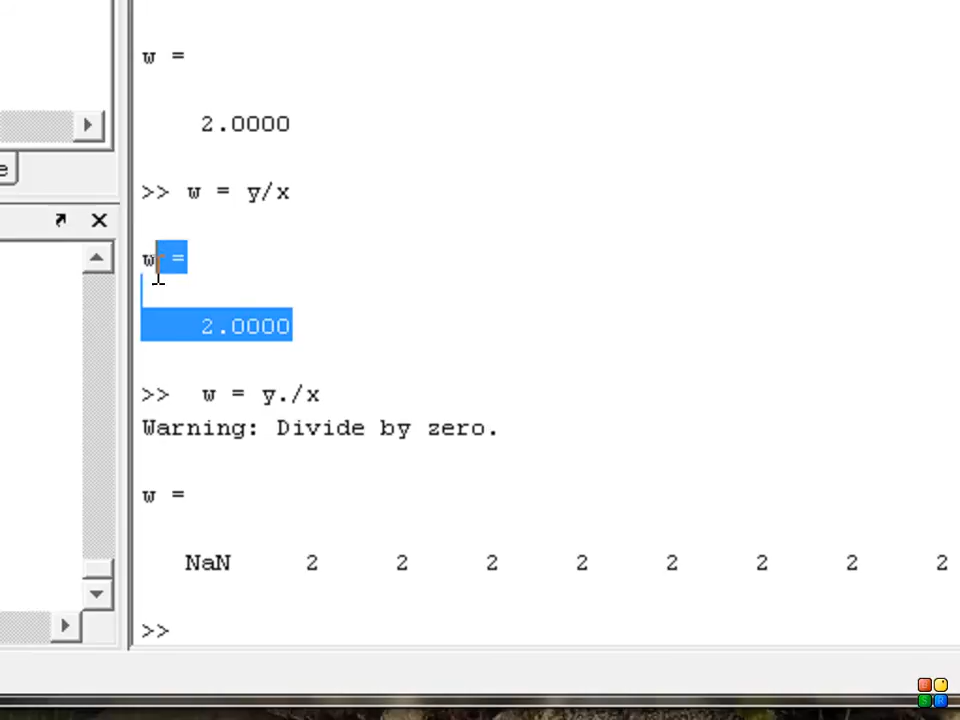 w =
2.0000
>> w = y/x
w =
2.0000
>>  w = y./x
Warning: Divide by zero.
w =
NaN 2 2 2 2 2 2 2 2
>>